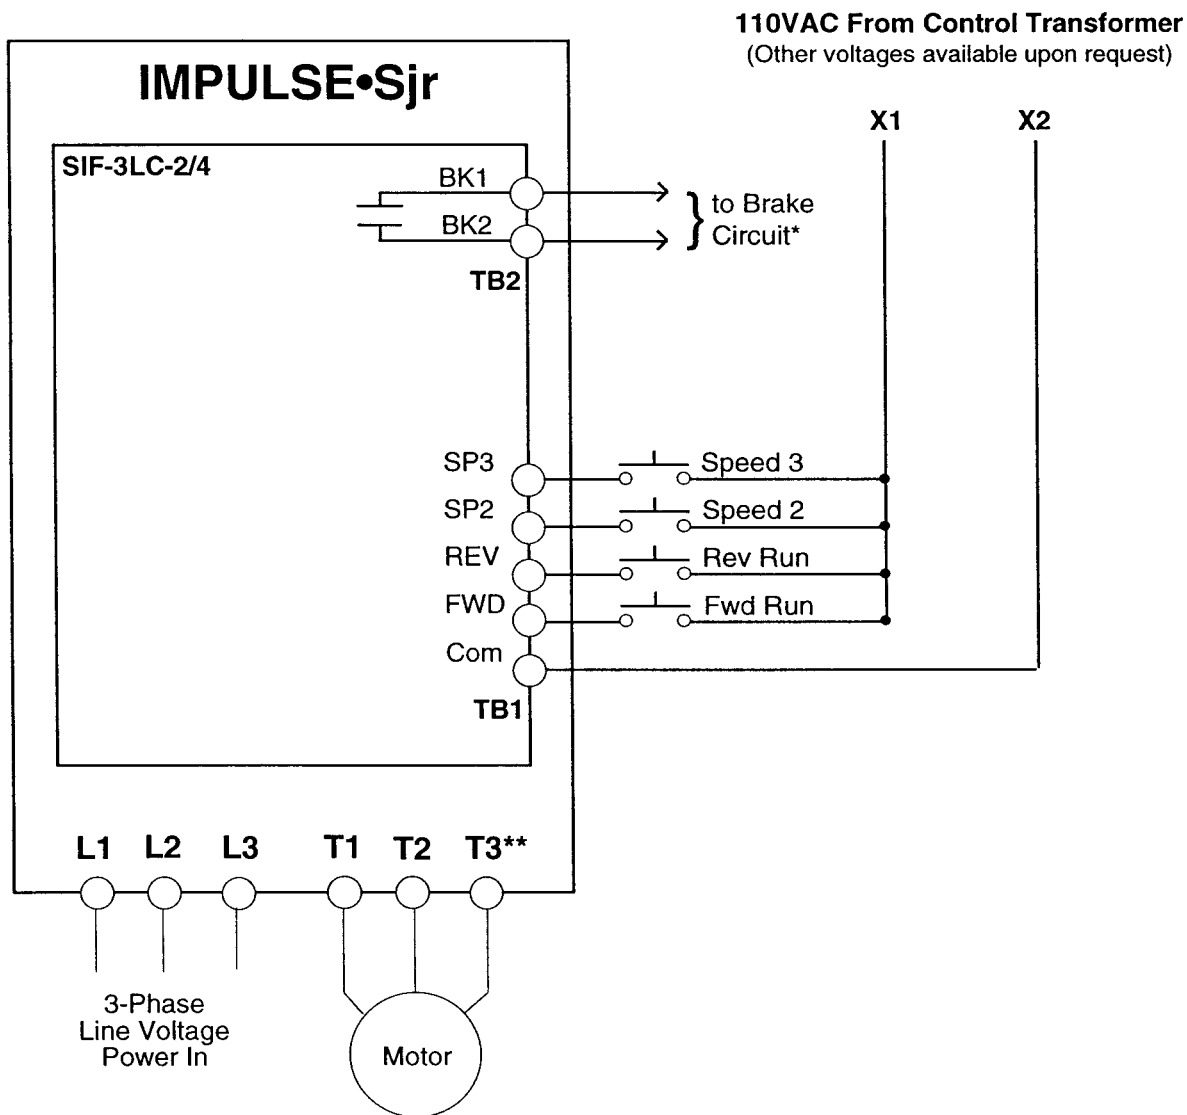 110VAC From Control Transformer
(Other voltages available upon request)
IMPULSE•Sjr
X1 X2
SIF-3LC-2/4
BK1
to Brake
BK2
Circuit*
TB2
SP3 Speed 3
SP2 Speed 2
REV Rev Run
FWD Fwd Run
Com
TB1
L1 L2 L3 T1 T2 T3**
3-Phase
Line Voltage
Power In
Motor